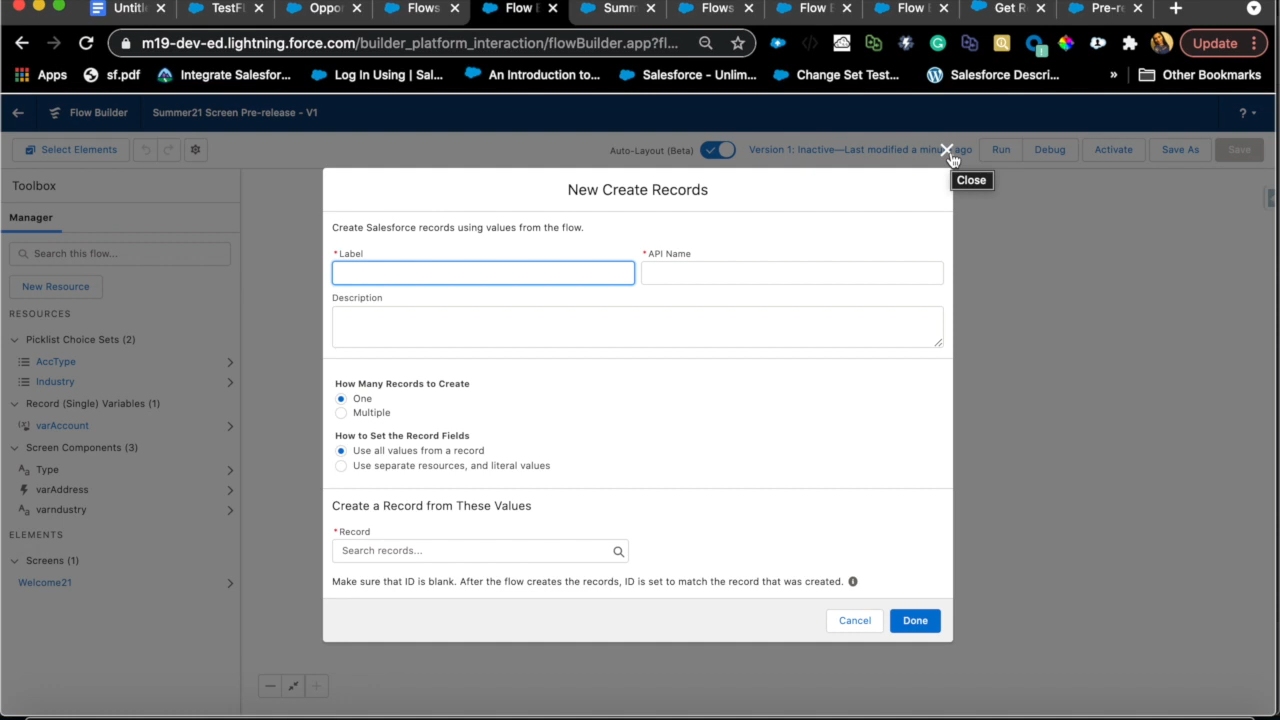 Untitl
TestFl
Oppor
Flows
Flow B
Summ
Flows
Flow B
Flow B
Get R
Pre-re
m19-dev-ed.lightning.force.com/builder_platform_interaction/flowBuilder.app?fl...
Update
Apps
sf.pdf
Integrate Salesfor...
Log In Using | Sal...
An Introduction to...
Salesforce - Unlim...
Change Set Test...
Salesforce Descri...
»
Other Bookmarks
Flow Builder
Summer21 Screen Pre-release - V1
?
Select Elements
Auto-Layout (Beta)
Version 1: Inactive—Last modified a minute ago
Run
Debug
Activate
Save As
Save
Close
Toolbox
Manager
Search this flow...
New Resource
RESOURCES
Picklist Choice Sets (2)
AccType
Industry
Record (Single) Variables (1)
varAccount
Screen Components (3)
Type
varAddress
varndustry
ELEMENTS
Screens (1)
Welcome21
New Create Records
Create Salesforce records using values from the flow.
* Label
* API Name
Description
How Many Records to Create
One
Multiple
How to Set the Record Fields
Use all values from a record
Use separate resources, and literal values
Create a Record from These Values
* Record
Search records...
Make sure that ID is blank. After the flow creates the records, ID is set to match the record that was created.
Cancel
Done